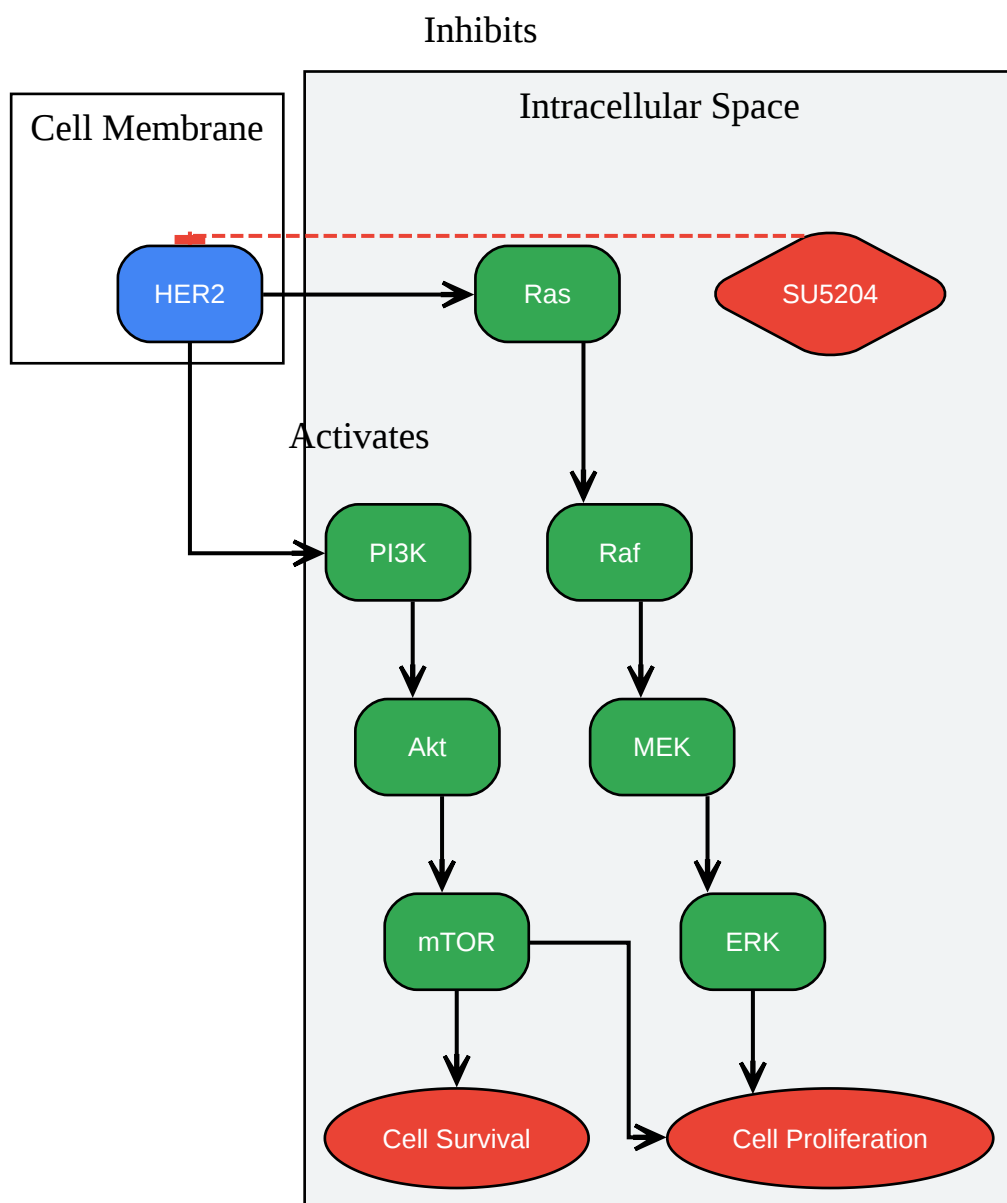 Inhibits
Intracellular Space
Cell Membrane
HER2
Ras
SU5204
Activates
PI3K
Raf
Akt
MEK
mTOR
ERK
Cell Survival
Cell Proliferation